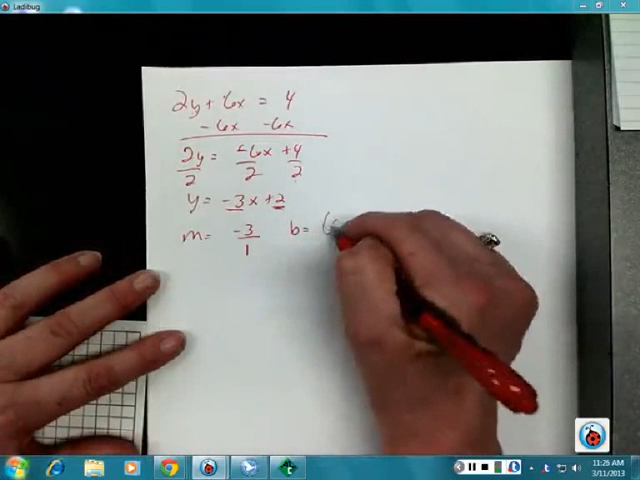 Ladibug
2y + 6x = 4
-6x -6x
2y/2 = -6x/2 +4/2
y = -3x +2
m= -3/1 b= (
11:26 AM
3/11/2013